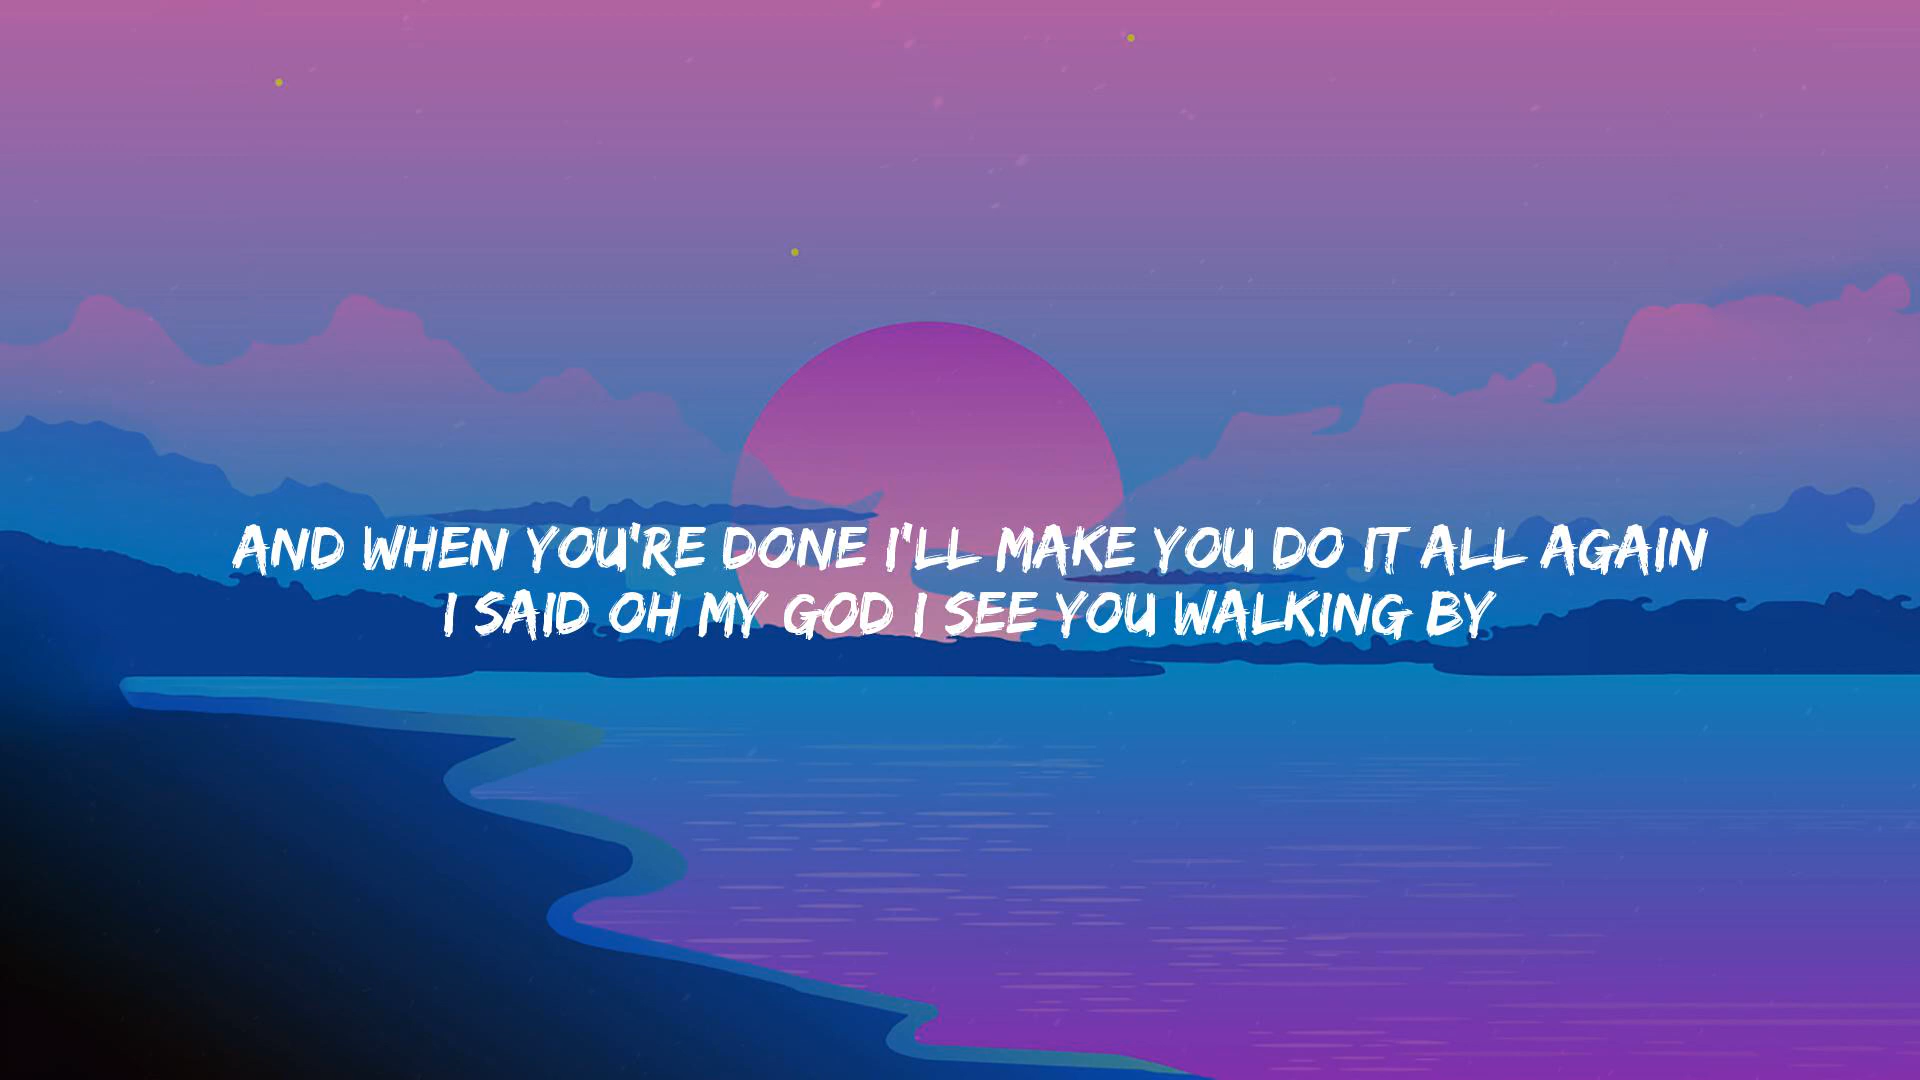 AND WHEN YOU'RE DONE I'LL MAKE YOU DO IT ALL AGAIN
I SAID OH MY GOD I SEE YOU WALKING BY